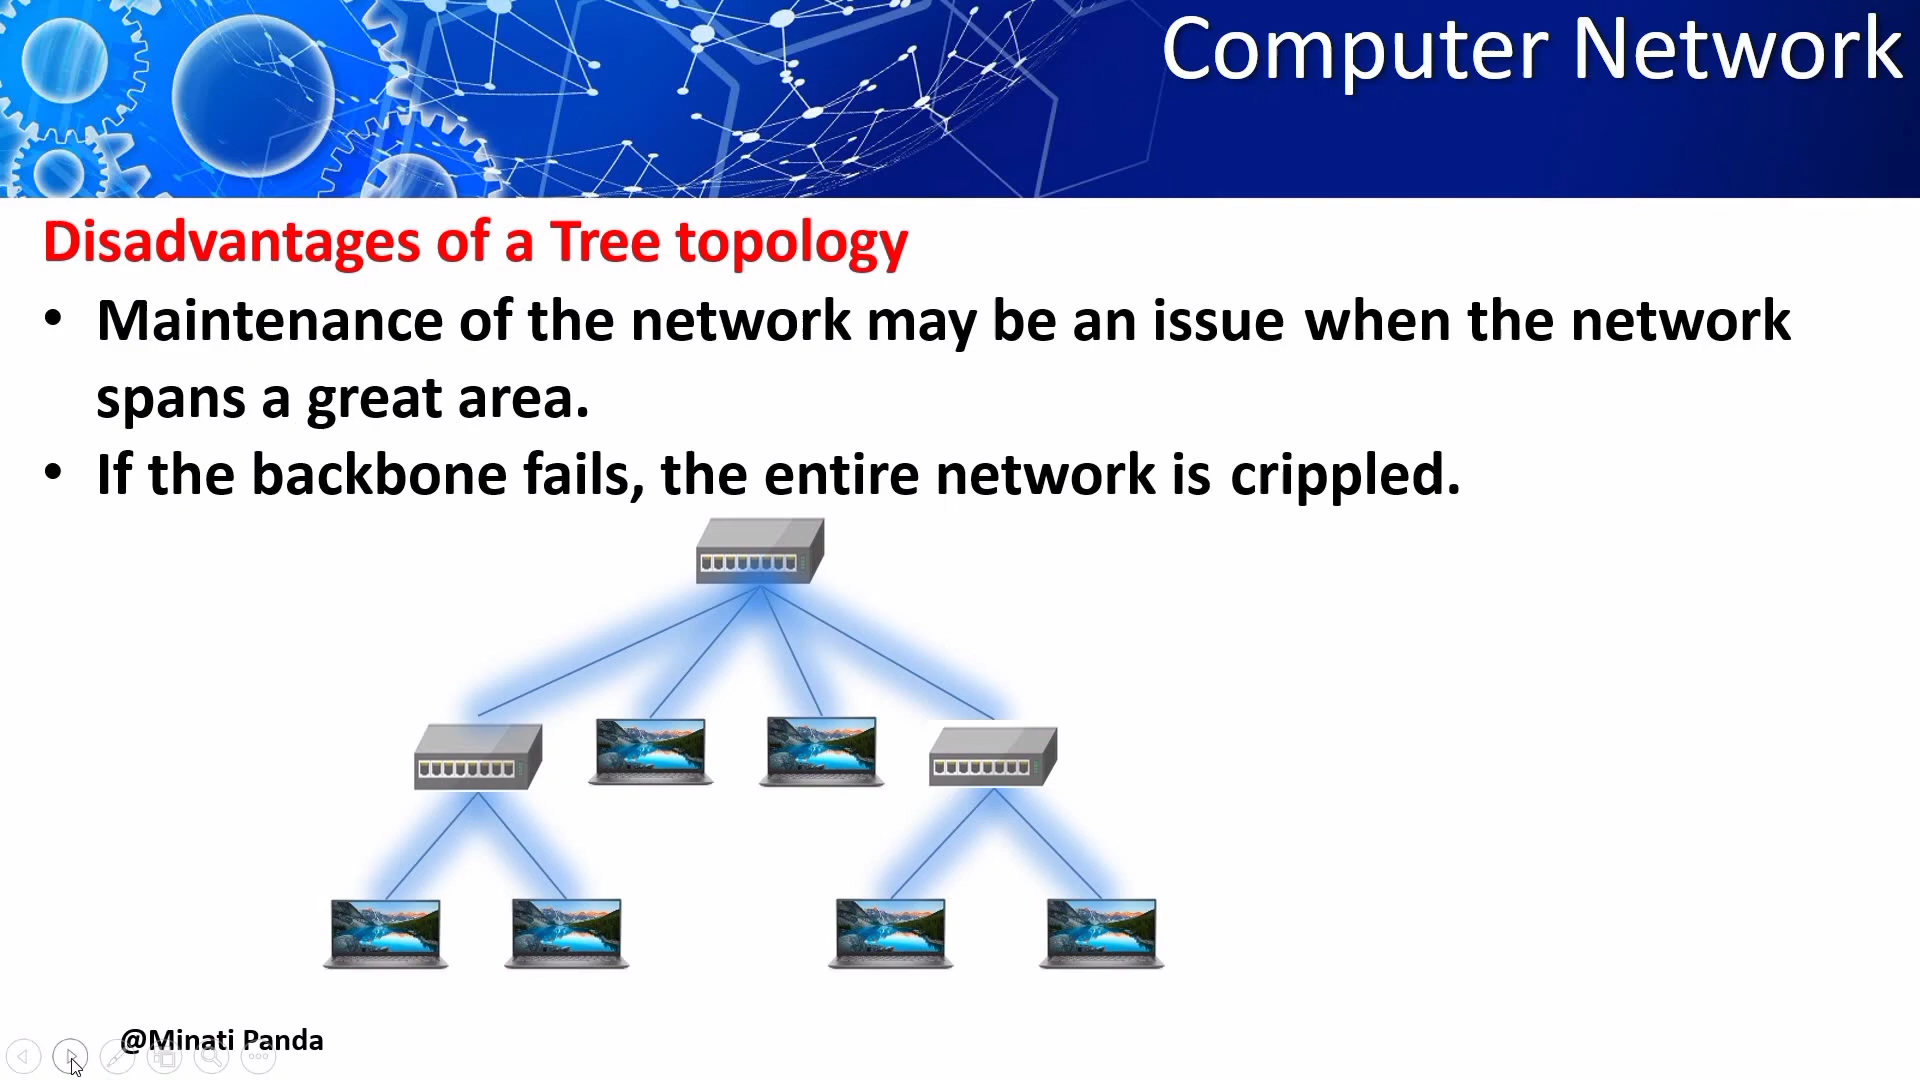 Computer Network
Disadvantages of a Tree topology
• Maintenance of the network may be an issue when the network
spans a great area.
• If the backbone fails, the entire network is crippled.
@Minati Panda